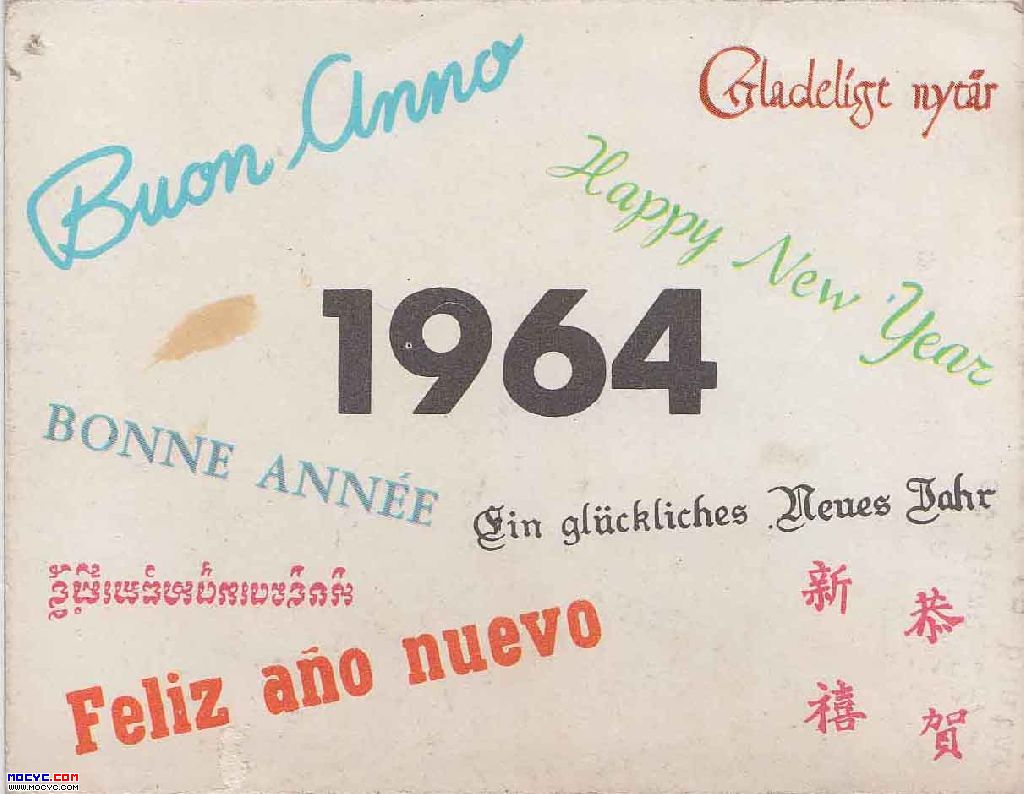 Buon Anno
Gladeligt nytår
Happy New Year
1964
BONNE ANNÉE
Ein glückliches Neues Jahr
Feliz año nuevo
恭賀
新禧
MOCYC.COM
WWW.MOCYC.COM